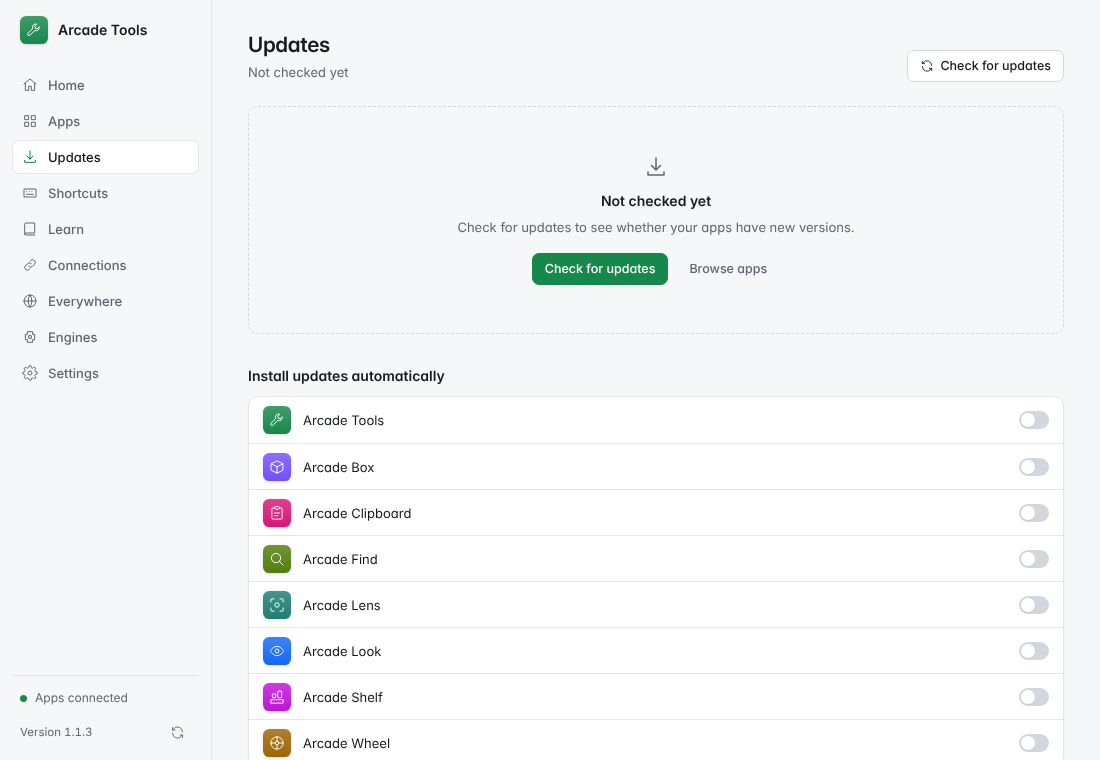 Arcade Tools
Home
Apps
Updates
Shortcuts
Learn
Connections
Everywhere
Engines
Settings
Apps connected
Version 1.1.3
Updates
Not checked yet
Check for updates
Not checked yet
Check for updates to see whether your apps have new versions.
Check for updates
Browse apps
Install updates automatically
Arcade Tools
Arcade Box
Arcade Clipboard
Arcade Find
Arcade Lens
Arcade Look
Arcade Shelf
Arcade Wheel